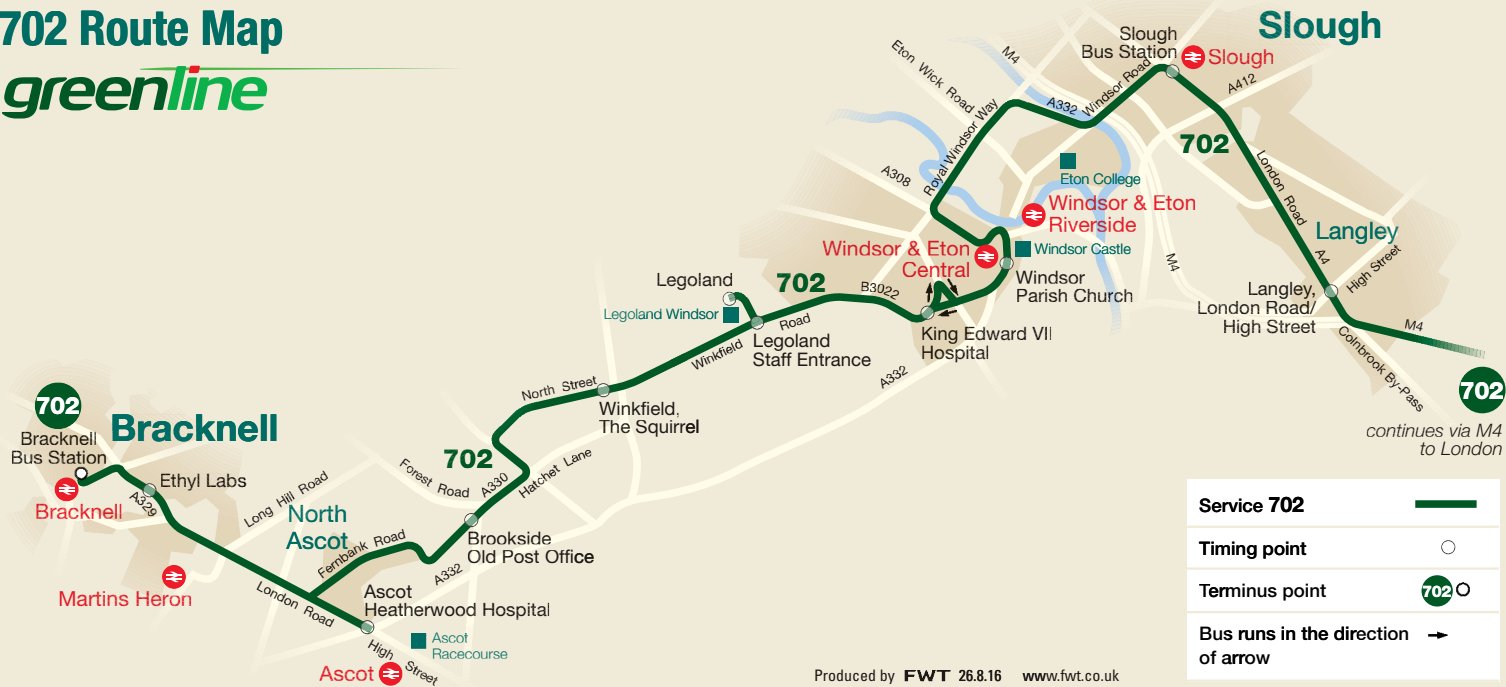 702 Route Map
greenline
Slough
Slough
Bus Station
Slough
M4
Eton Wick Road
Windsor Road
A332
A412
Royal Windsor Way
702
London Road
A308
Eton College
Windsor & Eton
Riverside
Langley
A4
High Street
Windsor & Eton
Central
Windsor Castle
M4
Windsor
Parish Church
Legoland
702
B3022
Langley,
London Road/
High Street
Legoland Windsor
Road
Legoland
Staff Entrance
Winkfield
King Edward VII
Hospital
M4
Colnbrook By-Pass
A332
702
continues via M4
to London
North Street
Winkfield,
The Squirrel
702
Bracknell
Bracknell
Bus Station
702
Ethyl Labs
A329
Bracknell
Forest Road
A330
Hatchet Lane
Long Hill Road
North
Ascot
Fernbank Road
Brookside
Old Post Office
A332
Martins Heron
London Road
Ascot
Heatherwood Hospital
Ascot
Racecourse
High Street
Ascot
Service 702
Timing point
Terminus point
702
Bus runs in the direction
of arrow
Produced by FWT 26.8.16 www.fwt.co.uk